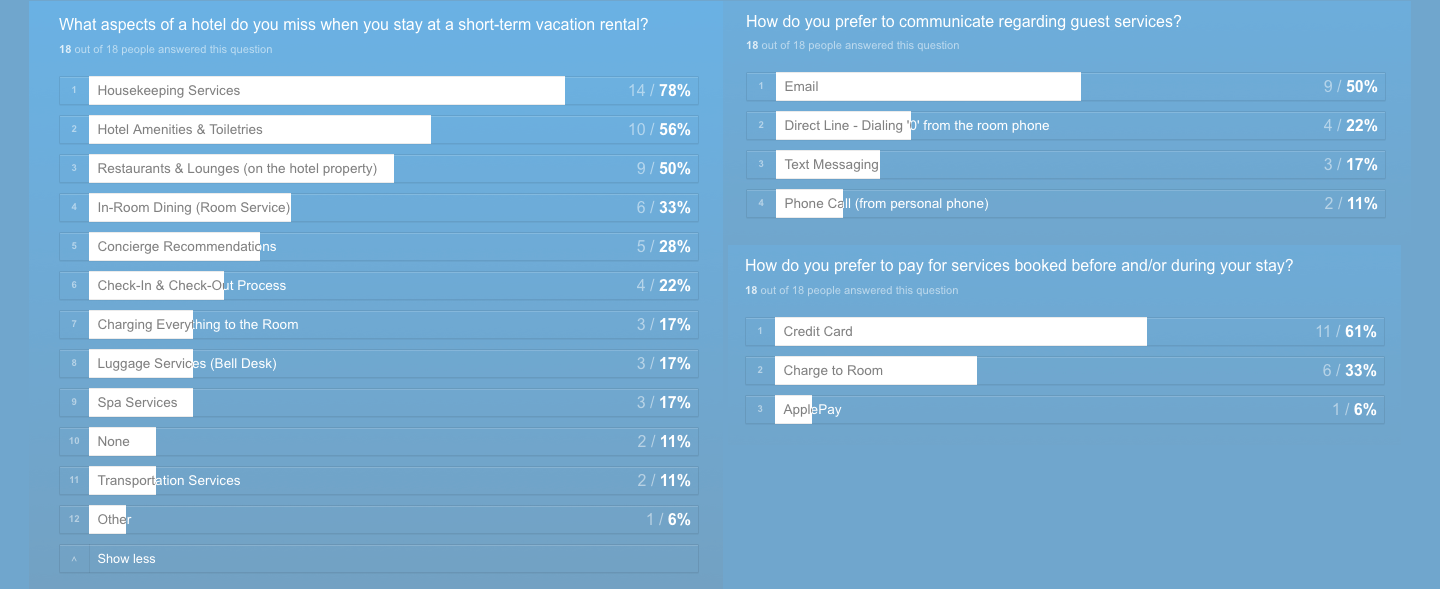 What aspects of a hotel do you miss when you stay at a short-term vacation rental?
18 out of 18 people answered this question
1 Housekeeping Services 14 / 78%
2 Hotel Amenities & Toiletries 10 / 56%
3 Restaurants & Lounges (on the hotel property) 9 / 50%
4 In-Room Dining (Room Service) 6 / 33%
5 Concierge Recommendations 5 / 28%
6 Check-In & Check-Out Process 4 / 22%
7 Charging Everything to the Room 3 / 17%
8 Luggage Services (Bell Desk) 3 / 17%
9 Spa Services 3 / 17%
10 None 2 / 11%
11 Transportation Services 2 / 11%
12 Other 1 / 6%
^ Show less
How do you prefer to communicate regarding guest services?
18 out of 18 people answered this question
1 Email 9 / 50%
2 Direct Line - Dialing '0' from the room phone 4 / 22%
3 Text Messaging 3 / 17%
4 Phone Call (from personal phone) 2 / 11%
How do you prefer to pay for services booked before and/or during your stay?
18 out of 18 people answered this question
1 Credit Card 11 / 61%
2 Charge to Room 6 / 33%
3 ApplePay 1 / 6%